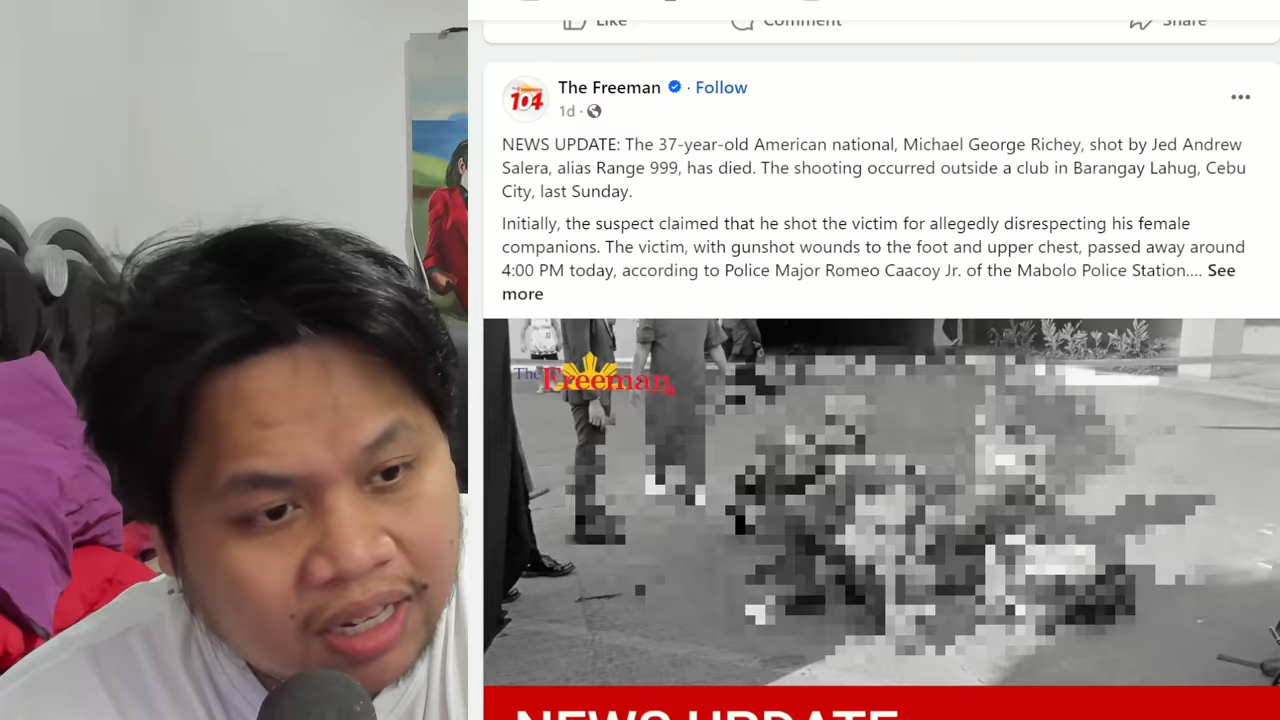 Like
Comment
Share
The Freeman · Follow
104
1d ·
NEWS UPDATE: The 37-year-old American national, Michael George Richey, shot by Jed Andrew
Salera, alias Range 999, has died. The shooting occurred outside a club in Barangay Lahug, Cebu
City, last Sunday.
Initially, the suspect claimed that he shot the victim for allegedly disrespecting his female
companions. The victim, with gunshot wounds to the foot and upper chest, passed away around
4:00 PM today, according to Police Major Romeo Caacoy Jr. of the Mabolo Police Station.... See
more
The Freeman
NEWS UPDATE